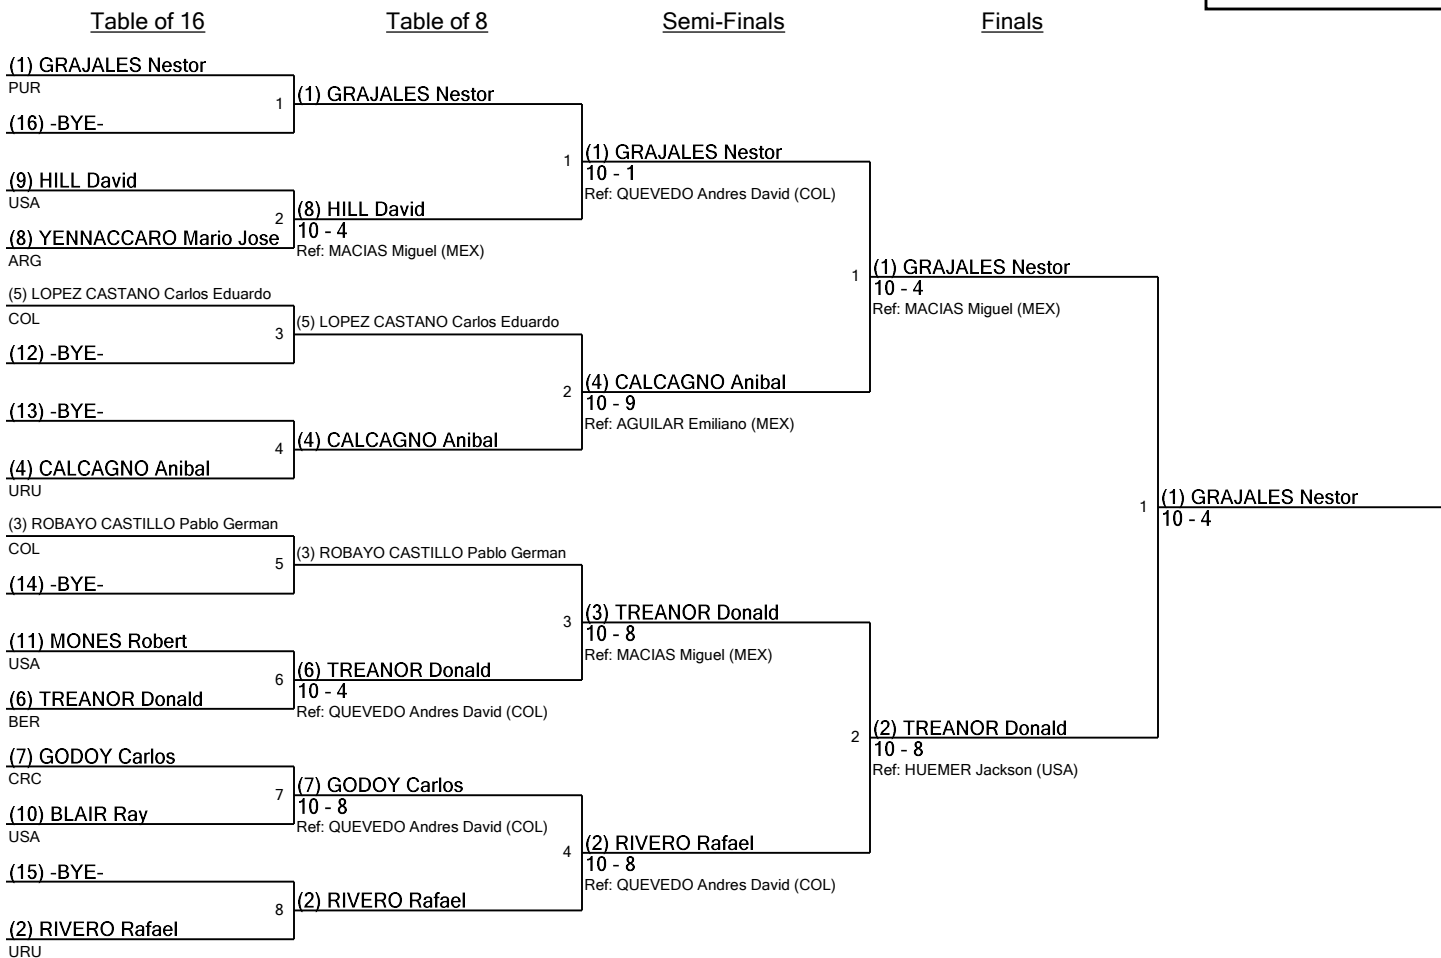 Table of 16
Table of 8
Semi-Finals
Finals
(1) GRAJALES Nestor
PUR
1
(16) -BYE-
(9) HILL David
USA
2
(8) YENNACCARO Mario Jose
ARG
(5) LOPEZ CASTANO Carlos Eduardo
COL
3
(12) -BYE-
(13) -BYE-
4
(4) CALCAGNO Anibal
URU
(3) ROBAYO CASTILLO Pablo German
COL
5
(14) -BYE-
(11) MONES Robert
USA
6
(6) TREANOR Donald
BER
(7) GODOY Carlos
CRC
7
(10) BLAIR Ray
USA
(15) -BYE-
8
(2) RIVERO Rafael
URU
(1) GRAJALES Nestor
1
(8) HILL David
10 - 4
Ref: MACIAS Miguel (MEX)
(5) LOPEZ CASTANO Carlos Eduardo
2
(4) CALCAGNO Anibal
(3) ROBAYO CASTILLO Pablo German
3
(6) TREANOR Donald
10 - 4
Ref: QUEVEDO Andres David (COL)
(7) GODOY Carlos
10 - 8
Ref: QUEVEDO Andres David (COL)
4
(2) RIVERO Rafael
(1) GRAJALES Nestor
10 - 1
Ref: QUEVEDO Andres David (COL)
1
(4) CALCAGNO Anibal
10 - 9
Ref: AGUILAR Emiliano (MEX)
(3) TREANOR Donald
10 - 8
Ref: MACIAS Miguel (MEX)
2
(2) RIVERO Rafael
10 - 8
Ref: QUEVEDO Andres David (COL)
(1) GRAJALES Nestor
10 - 4
Ref: MACIAS Miguel (MEX)
1
(2) TREANOR Donald
10 - 8
Ref: HUEMER Jackson (USA)
(1) GRAJALES Nestor
10 - 4